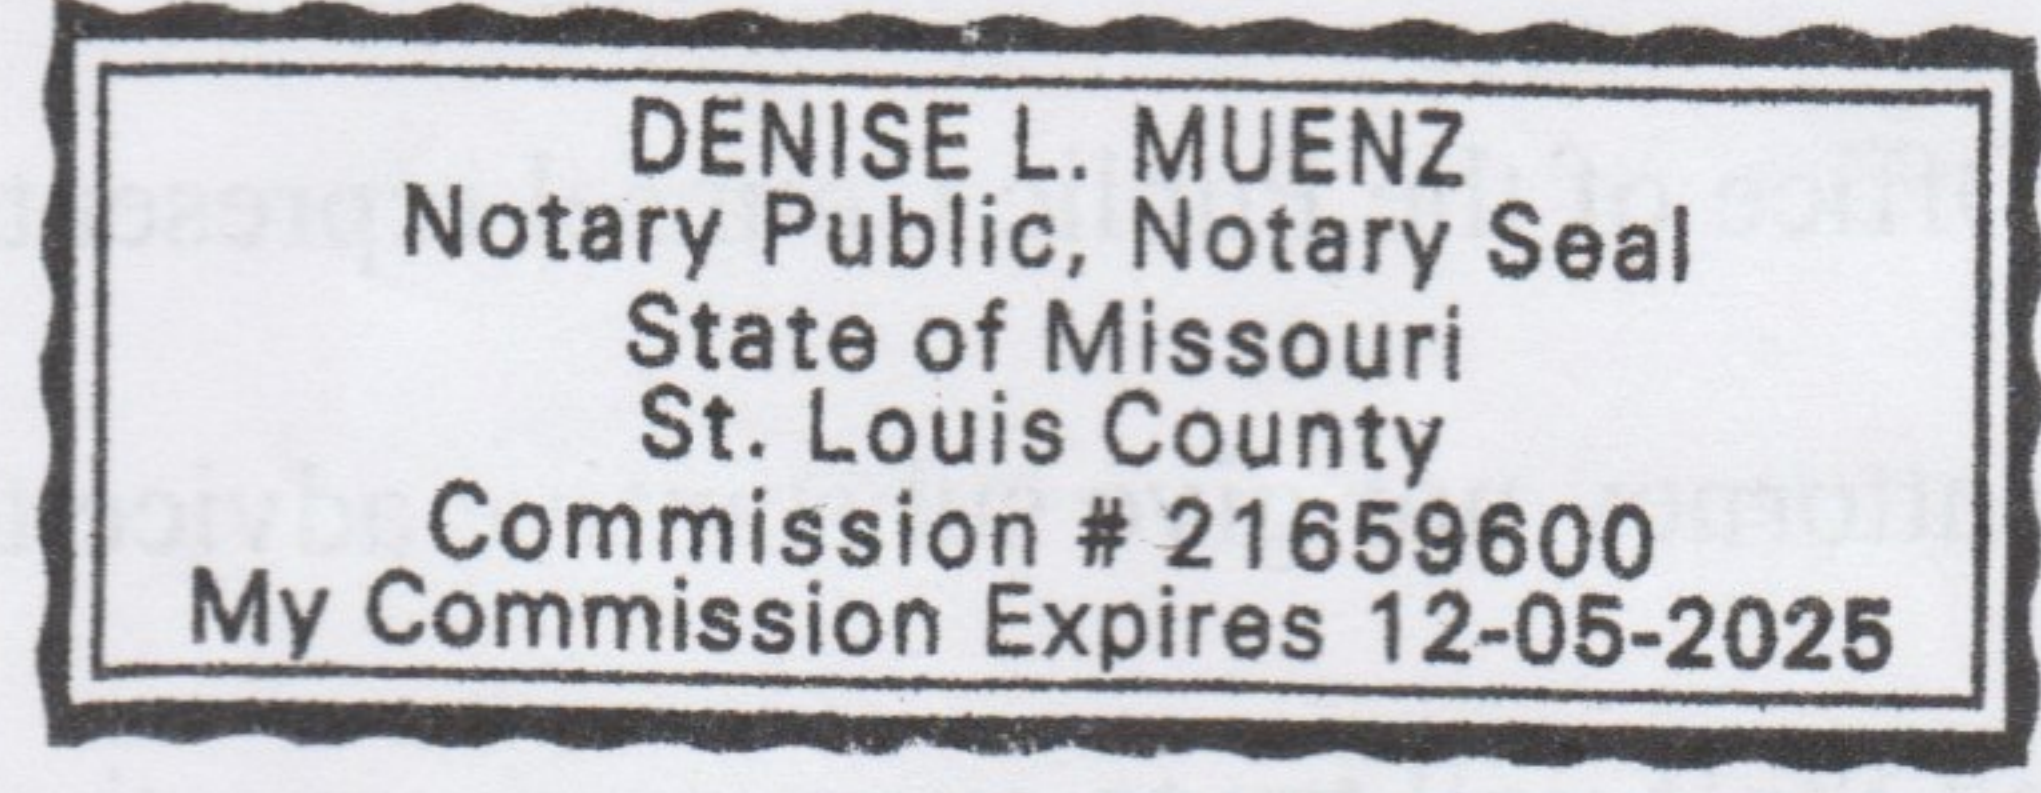 DENISE L. MUENZ
Notary Public, Notary Seal
State of Missouri
St. Louis County
Commission # 21659600
My Commission Expires 12-05-2025